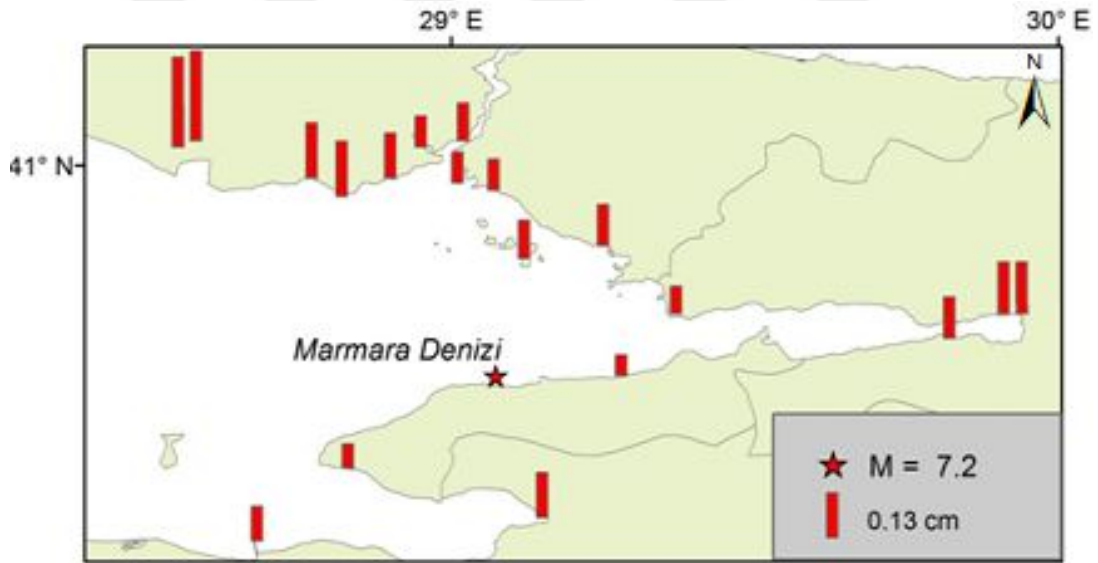 29° E
30° E
N
41° N
Marmara Denizi
M = 7.2
0.13 cm